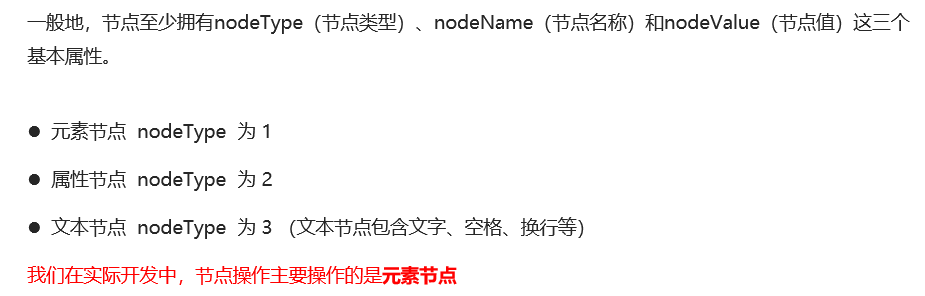 一般地，节点至少拥有nodeType（节点类型）、nodeName（节点名称）和nodeValue（节点值）这三个
基本属性。
● 元素节点 nodeType 为 1
● 属性节点 nodeType 为 2
● 文本节点 nodeType 为 3 （文本节点包含文字、空格、换行等）
我们在实际开发中，节点操作主要操作的是元素节点